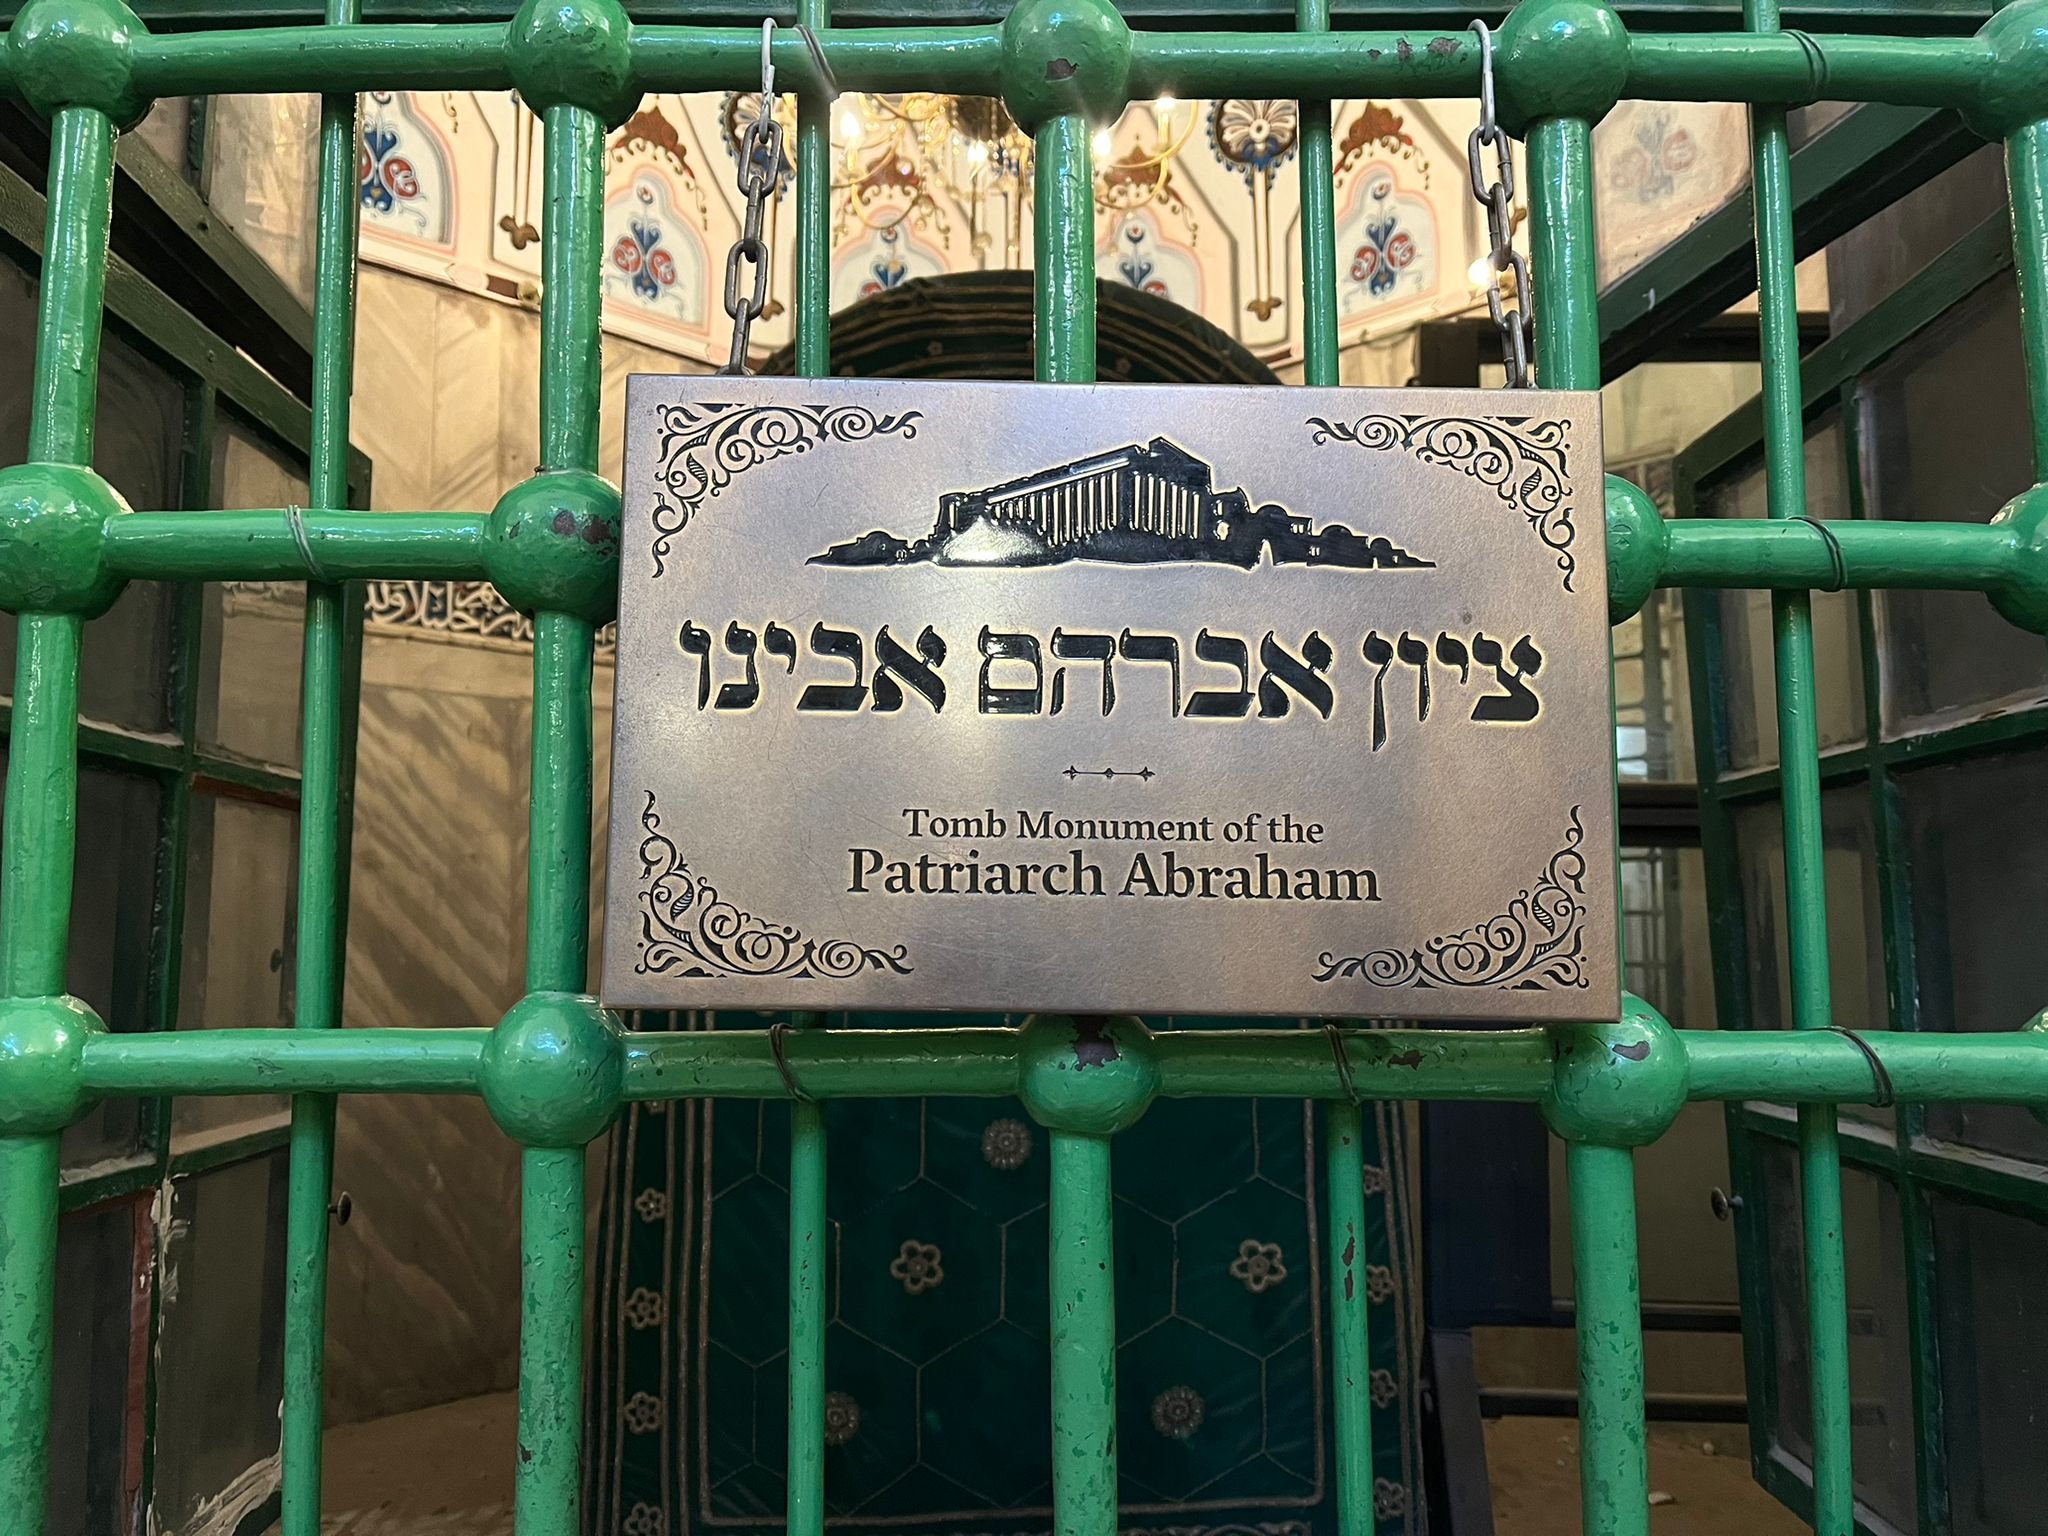 ציון אברהם אבינו
Tomb Monument of the
Patriarch Abraham